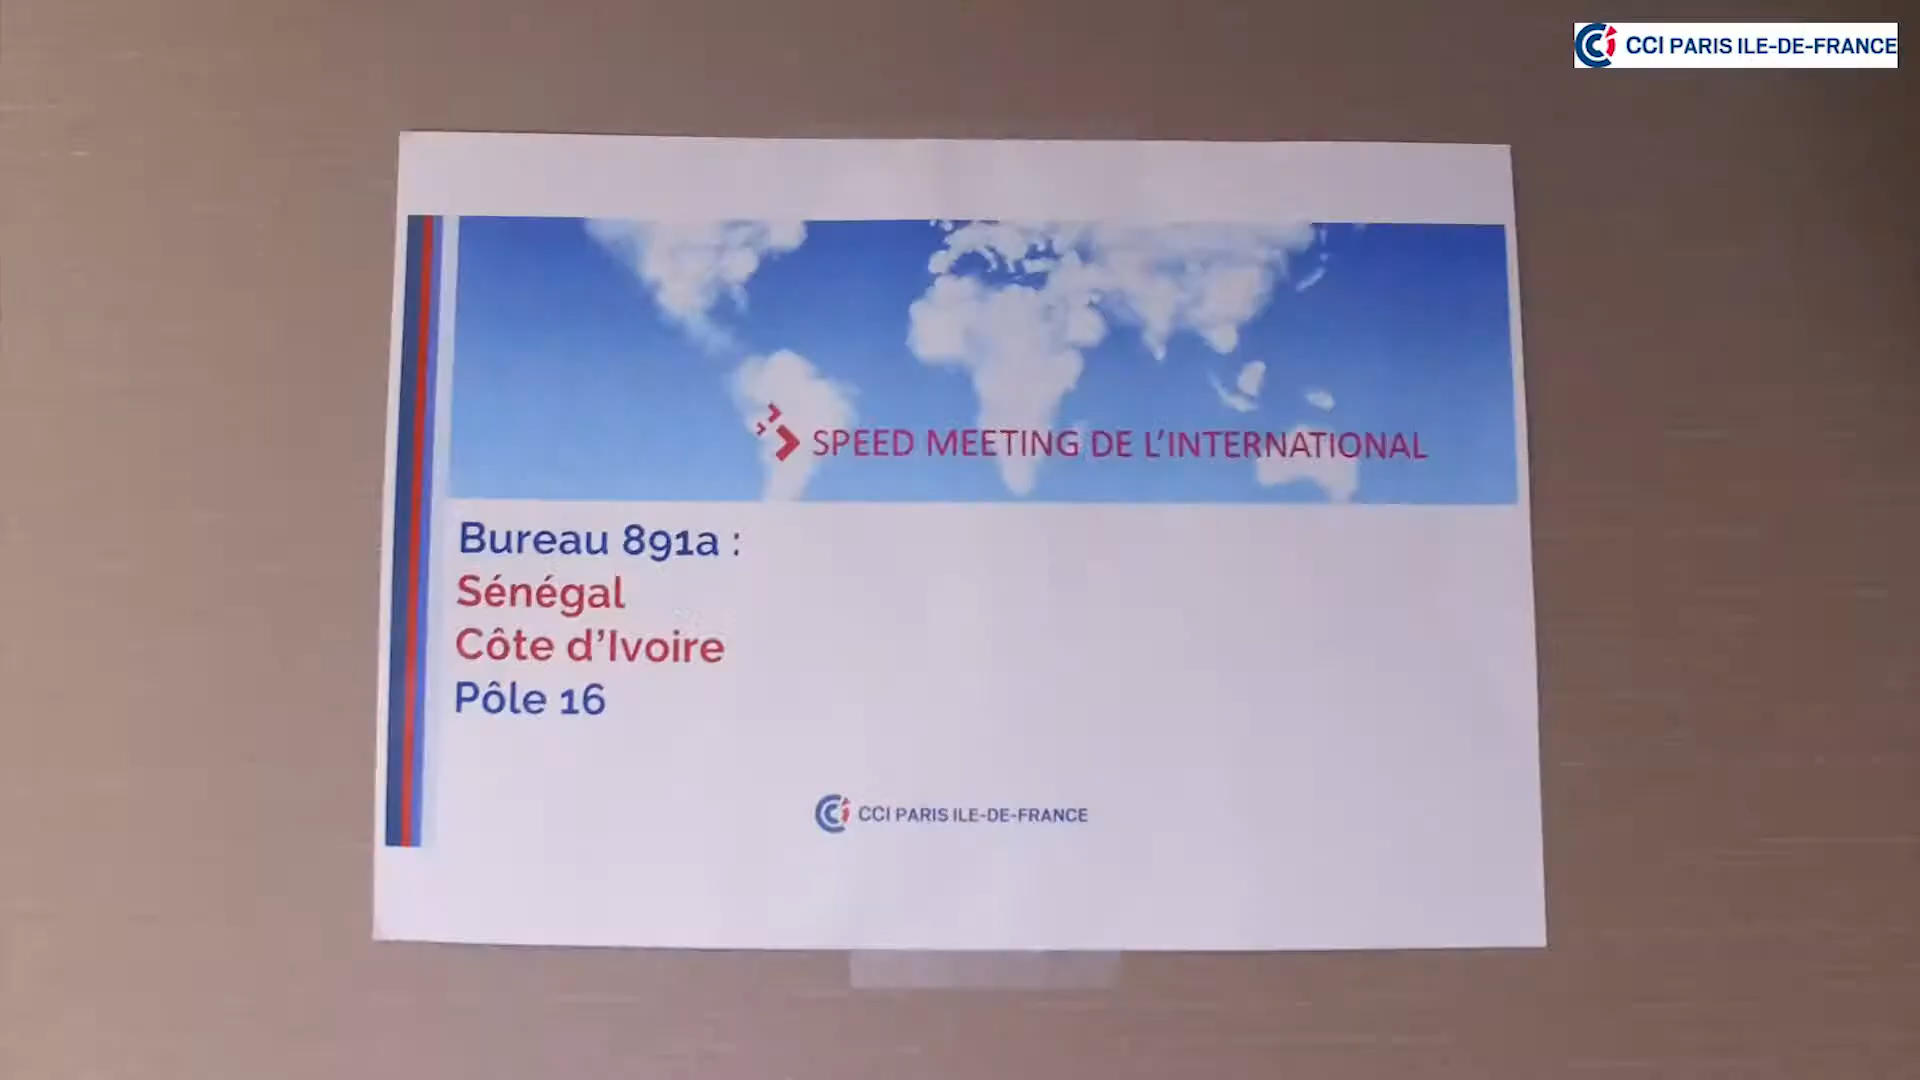 CCI PARIS ILE-DE-FRANCE
SPEED MEETING DE L'INTERNATIONAL
Bureau 891a :
Sénégal
Côte d'Ivoire
Pôle 16
CCI PARIS ILE-DE-FRANCE